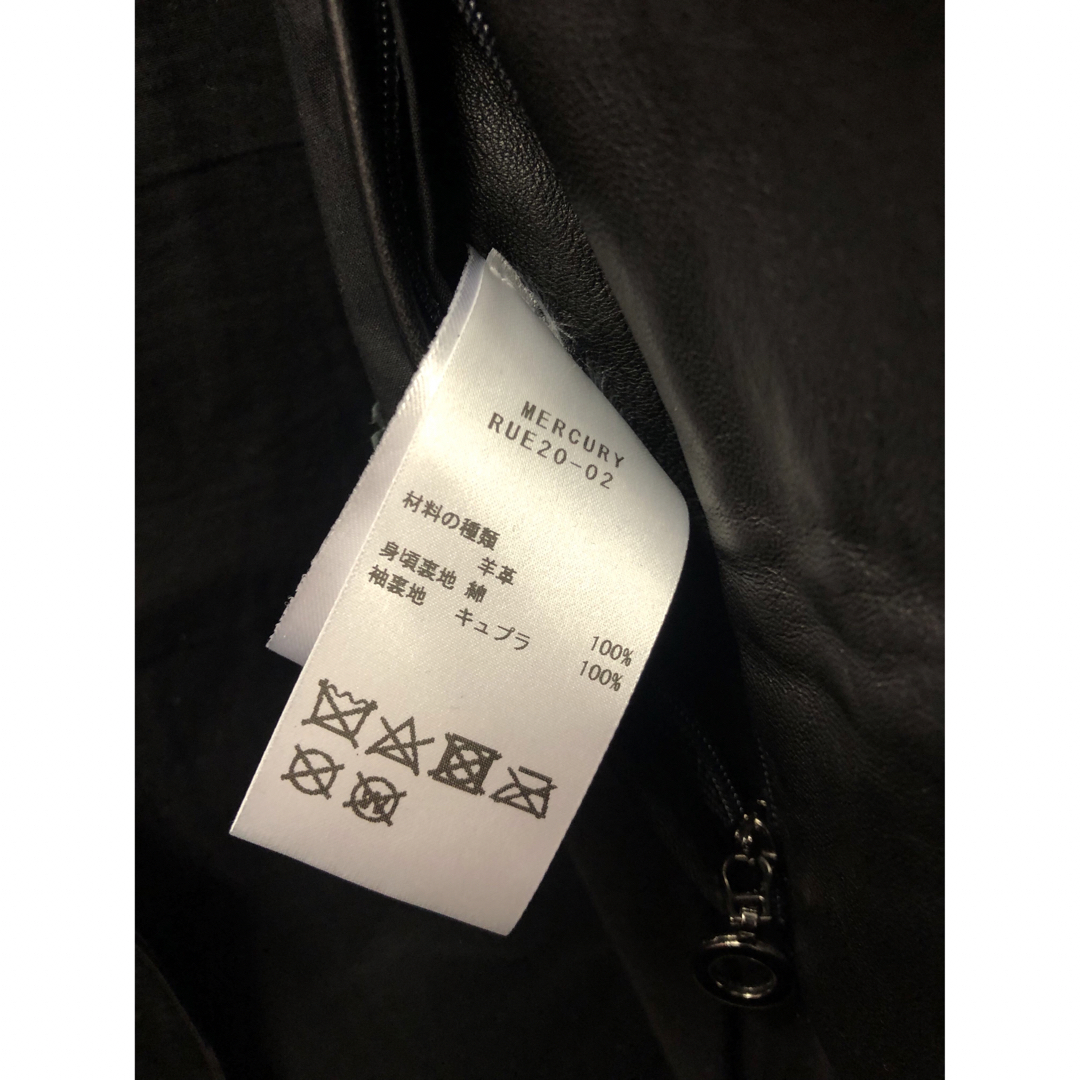 MERCURY
RUE20-02
材料の種類
羊革
身頃裏地 綿 100%
袖裏地 キュプラ 100%